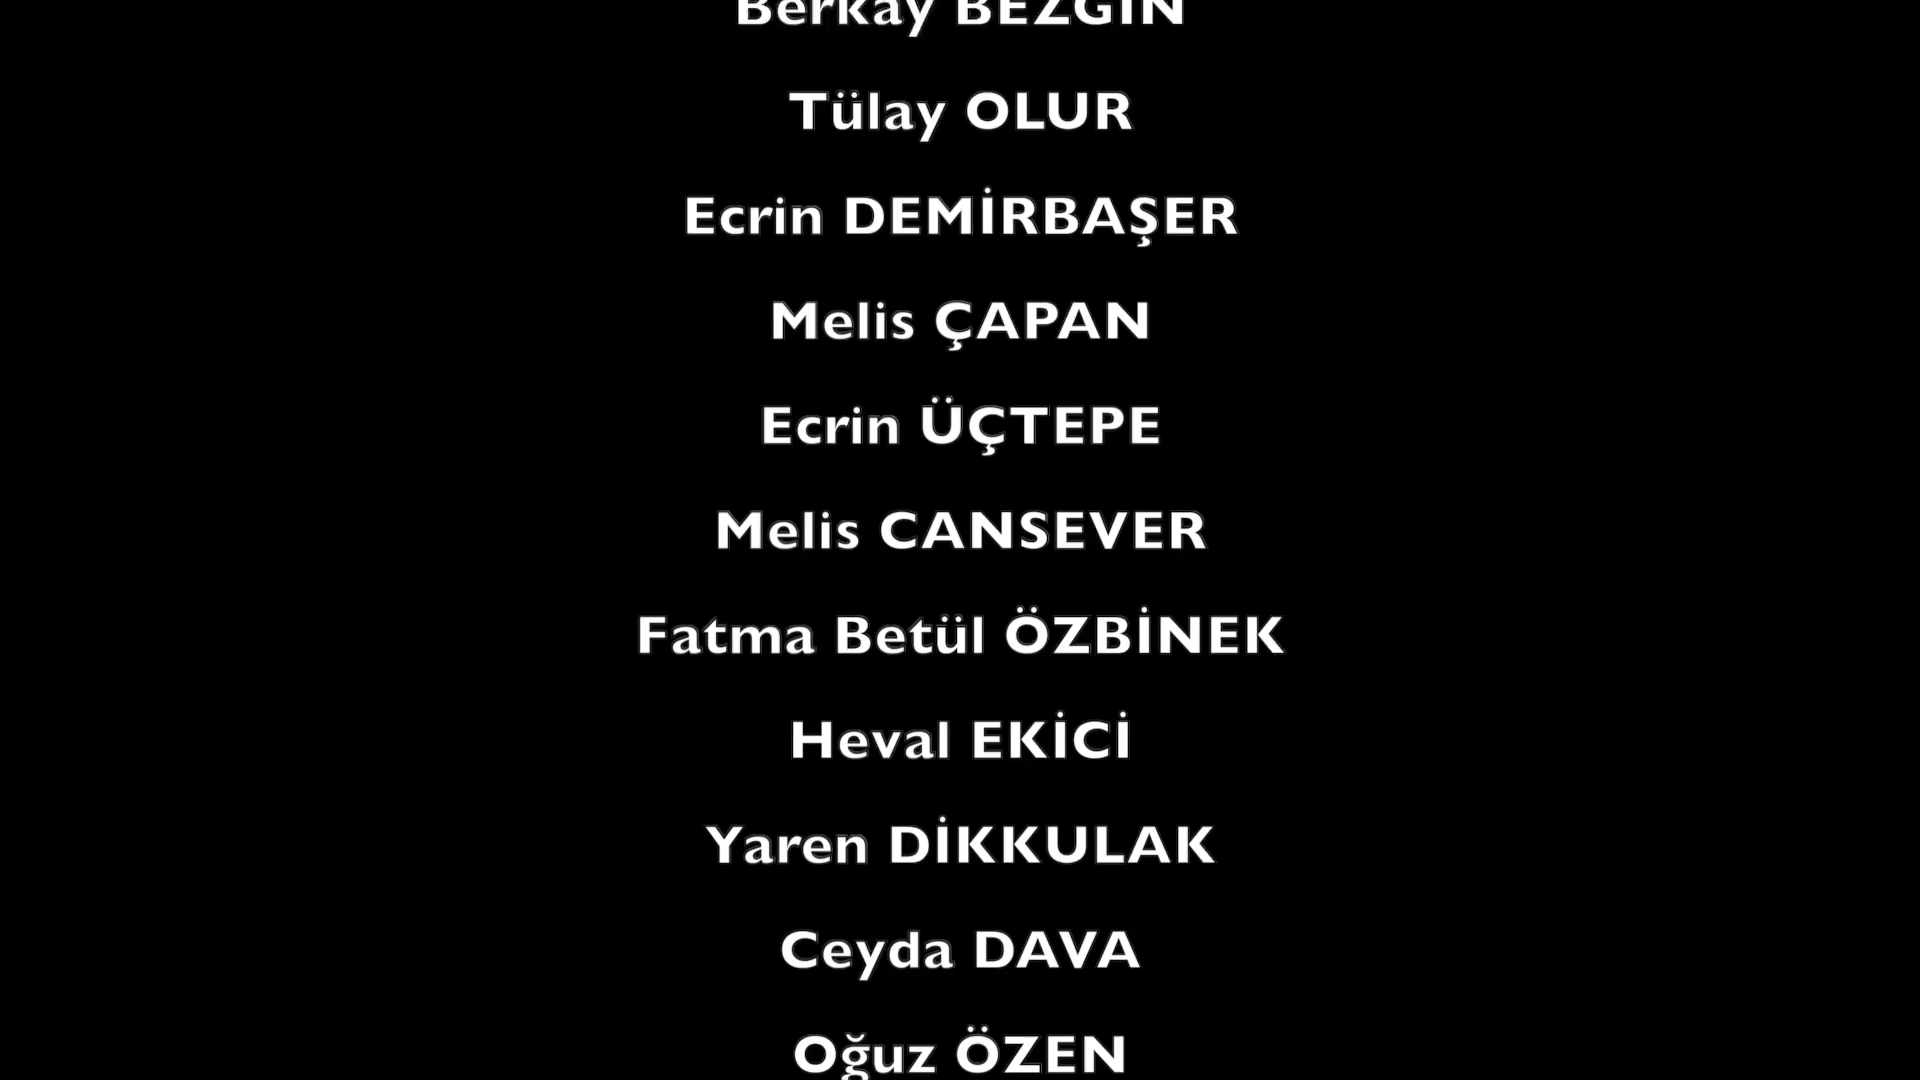 Berkay BEZGİN
Tülay OLUR
Ecrin DEMİRBAŞER
Melis ÇAPAN
Ecrin ÜÇTEPE
Melis CANSEVER
Fatma Betül ÖZBİNEK
Heval EKİCİ
Yaren DİKKULAK
Ceyda DAVA
Oğuz ÖZEN